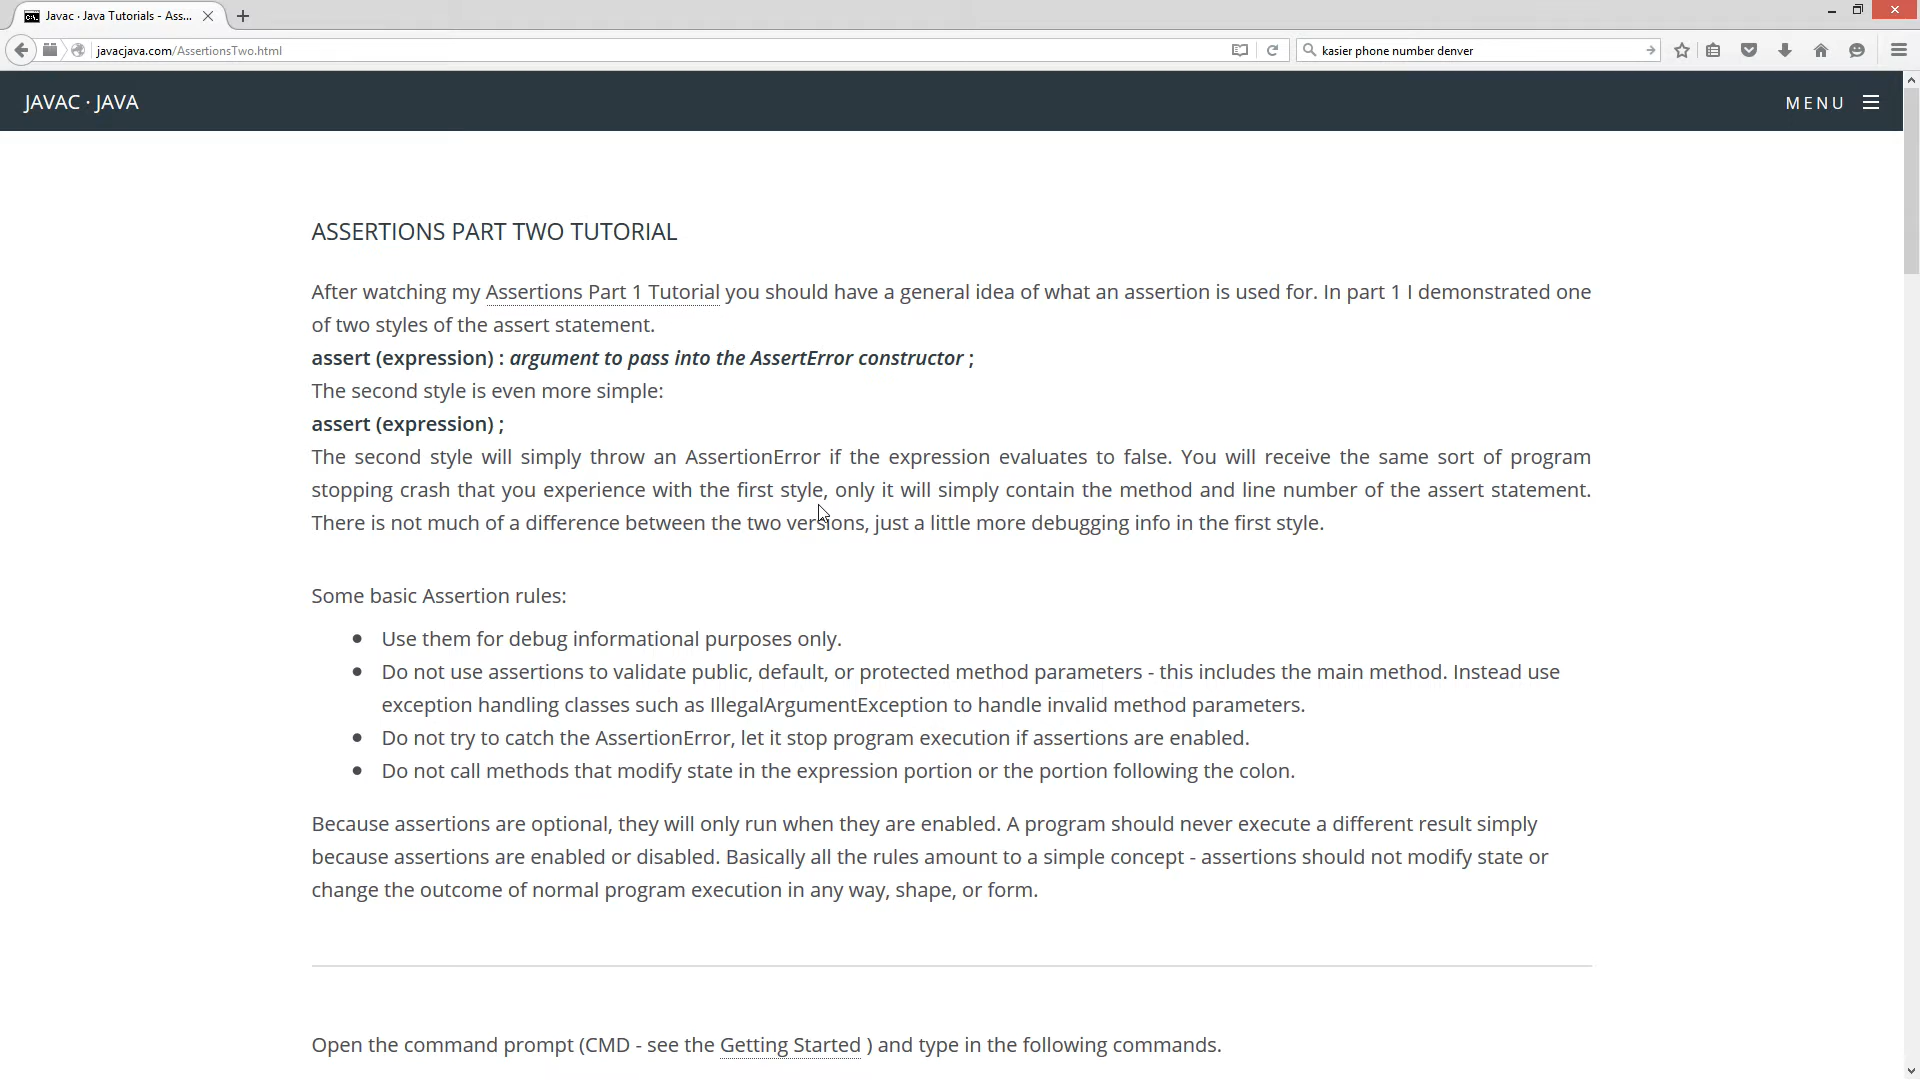 Javac · Java Tutorials - Ass...
javacjava.com/AssertionsTwo.html
kasier phone number denver
JAVAC · JAVA
MENU
ASSERTIONS PART TWO TUTORIAL
After watching my Assertions Part 1 Tutorial you should have a general idea of what an assertion is used for. In part 1 I demonstrated one
of two styles of the assert statement.
assert (expression) : argument to pass into the AssertError constructor ;
The second style is even more simple:
assert (expression) ;
The second style will simply throw an AssertionError if the expression evaluates to false. You will receive the same sort of program
stopping crash that you experience with the first style, only it will simply contain the method and line number of the assert statement.
There is not much of a difference between the two versions, just a little more debugging info in the first style.
Some basic Assertion rules:
Use them for debug informational purposes only.
Do not use assertions to validate public, default, or protected method parameters - this includes the main method. Instead use
exception handling classes such as IllegalArgumentException to handle invalid method parameters.
Do not try to catch the AssertionError, let it stop program execution if assertions are enabled.
Do not call methods that modify state in the expression portion or the portion following the colon.
Because assertions are optional, they will only run when they are enabled. A program should never execute a different result simply
because assertions are enabled or disabled. Basically all the rules amount to a simple concept - assertions should not modify state or
change the outcome of normal program execution in any way, shape, or form.
Open the command prompt (CMD - see the Getting Started ) and type in the following commands.